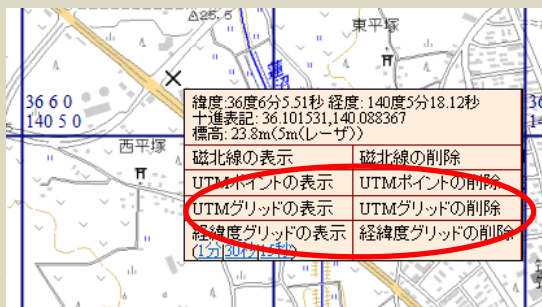 25.5
東平塚
36 6 0
140 5 0
西平塚
緯度:36度6分5.51秒 経度: 140度5分18.12秒
十進表記: 36.101531,140.088367
標高: 23.8m(5m(レーザ))
磁北線の表示 磁北線の削除
UTMポイントの表示 UTMポイントの削除
UTMグリッドの表示 UTMグリッドの削除
経緯度グリッドの表示 経緯度グリッドの削除
(1分|30秒|15秒)